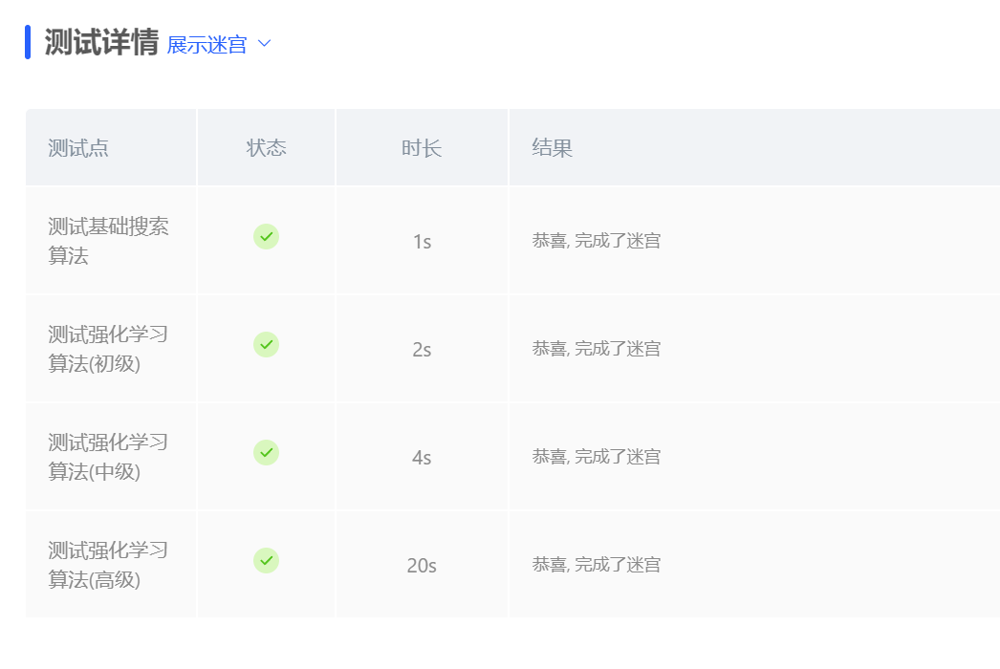 测试详情 展示迷宫
测试点 状态 时长 结果
测试基础搜索
算法
1s
恭喜, 完成了迷宫
测试强化学习
算法(初级)
2s
恭喜, 完成了迷宫
测试强化学习
算法(中级)
4s
恭喜, 完成了迷宫
测试强化学习
算法(高级)
20s
恭喜, 完成了迷宫